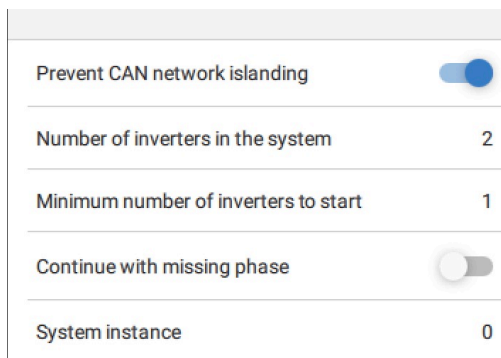 Prevent CAN network islanding
Number of inverters in the system 2
Minimum number of inverters to start 1
Continue with missing phase
System instance 0